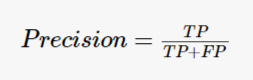 Precision = TP / TP+FP